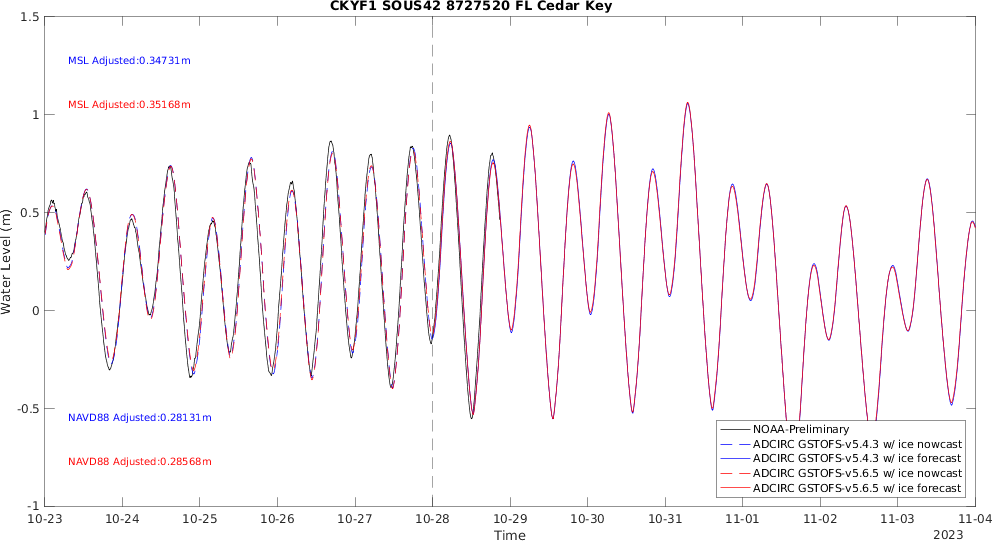 CKYF1 SOUS42 8727520 FL Cedar Key
1.5
1
0.5
0
-0.5
-1
Water Level (m)
MSL Adjusted:0.34731m
MSL Adjusted:0.35168m
NAVD88 Adjusted:0.28131m
NAVD88 Adjusted:0.28568m
NOAA-Preliminary
ADCIRC GSTOFS-v5.4.3 w/ ice nowcast
ADCIRC GSTOFS-v5.4.3 w/ ice forecast
ADCIRC GSTOFS-v5.6.5 w/ ice nowcast
ADCIRC GSTOFS-v5.6.5 w/ ice forecast
10-23 10-24 10-25 10-26 10-27 10-28 10-29 10-30 10-31 11-01 11-02 11-03 11-04
Time
2023